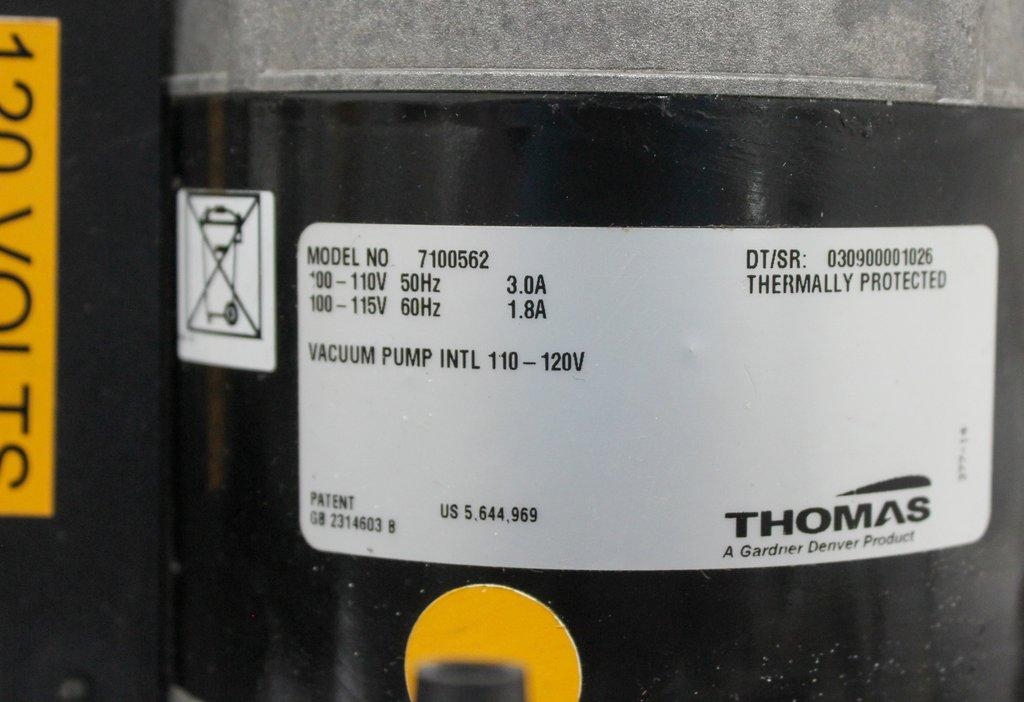 120 VOLTS
MODEL NO 7100562
100-110V 50Hz 3.0A
100-115V 60Hz 1.8A
VACUUM PUMP INTL 110-120V
DT/SR: 030900001026
THERMALLY PROTECTED
PATENT
GB 2314603 B
US 5,644,969
THOMAS
A Gardner Denver Product